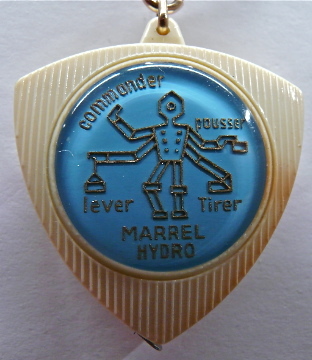 commander
pousser
lever Tirer
MARREL
HYDRO